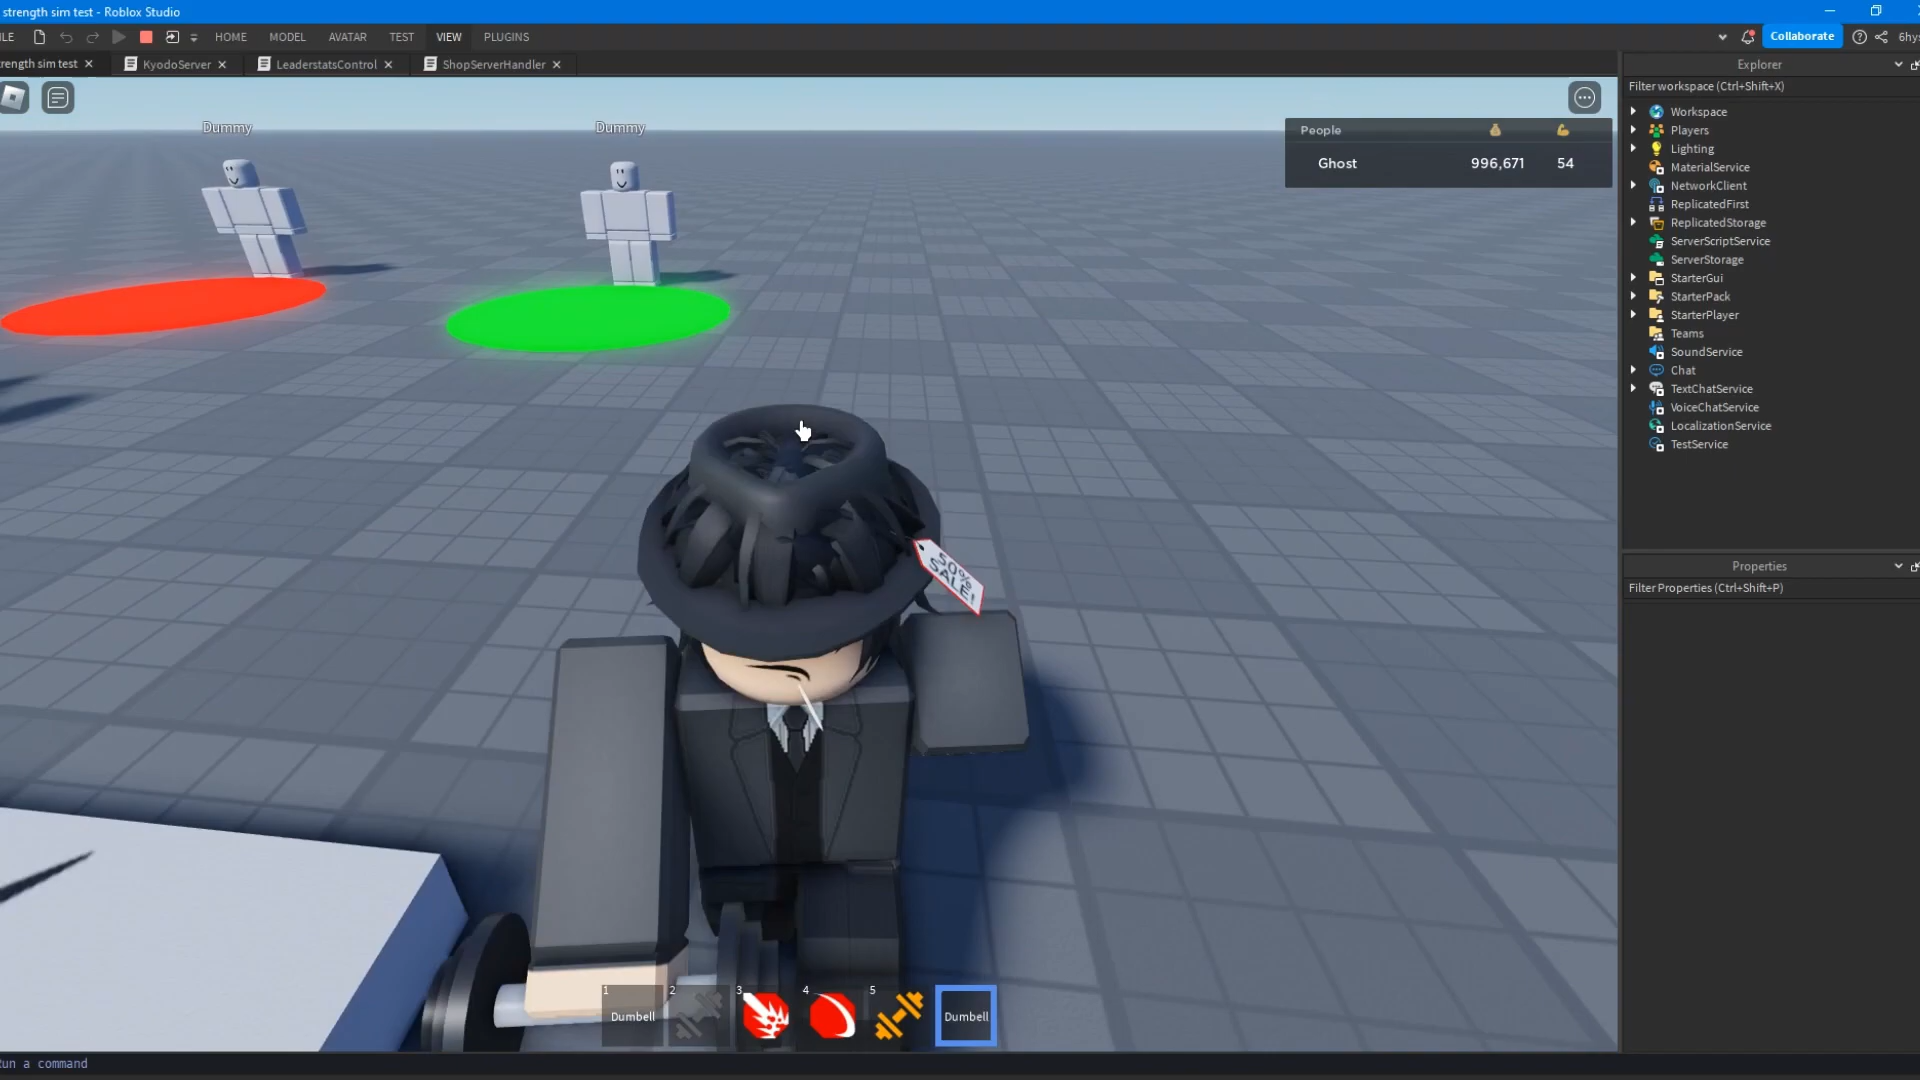 strength sim test - Roblox Studio
ILE HOME MODEL AVATAR TEST VIEW PLUGINS Collaborate 6hys
rength sim test KyodoServer LeaderstatsControl ShopServerHandler
Explorer
Filter workspace (Ctrl+Shift+X)
Workspace
Players
Lighting
MaterialService
NetworkClient
ReplicatedFirst
ReplicatedStorage
ServerScriptService
ServerStorage
StarterGui
StarterPack
StarterPlayer
Teams
SoundService
Chat
TextChatService
VoiceChatService
LocalizationService
TestService
Properties
Filter Properties (Ctrl+Shift+P)
Dummy Dummy
People
Ghost 996,671 54
50%
SALE!
1 2 3 4 5
Dumbell Dumbell
Run a command